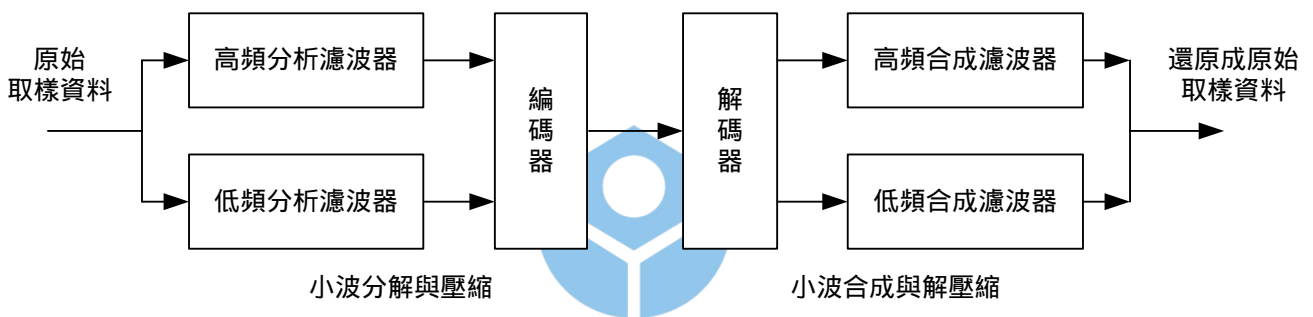 原始
取樣資料
高頻分析濾波器
低頻分析濾波器
編
碼
器
解
碼
器
高頻合成濾波器
低頻合成濾波器
還原成原始
取樣資料
小波分解與壓縮
小波合成與解壓縮